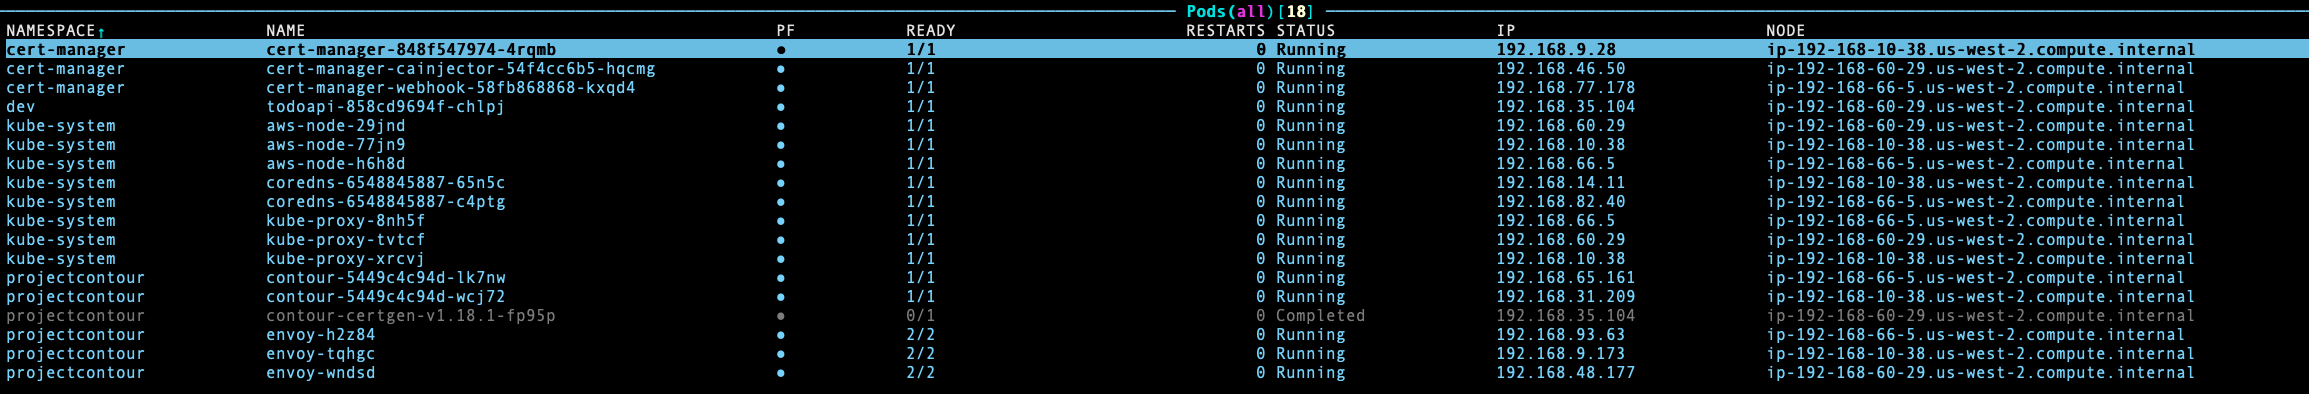 Pods(all)[18]
NAMESPACE↑ NAME PF READY RESTARTS STATUS IP NODE
cert-manager cert-manager-848f547974-4rqmb ● 1/1 0 Running 192.168.9.28 ip-192-168-10-38.us-west-2.compute.internal
cert-manager cert-manager-cainjector-54f4cc6b5-hqcmg ● 1/1 0 Running 192.168.46.50 ip-192-168-60-29.us-west-2.compute.internal
cert-manager cert-manager-webhook-58fb868868-kxqd4 ● 1/1 0 Running 192.168.77.178 ip-192-168-66-5.us-west-2.compute.internal
dev todoapi-858cd9694f-chlpj ● 1/1 0 Running 192.168.35.104 ip-192-168-60-29.us-west-2.compute.internal
kube-system aws-node-29jnd ● 1/1 0 Running 192.168.60.29 ip-192-168-60-29.us-west-2.compute.internal
kube-system aws-node-77jn9 ● 1/1 0 Running 192.168.10.38 ip-192-168-10-38.us-west-2.compute.internal
kube-system aws-node-h6h8d ● 1/1 0 Running 192.168.66.5 ip-192-168-66-5.us-west-2.compute.internal
kube-system coredns-6548845887-65n5c ● 1/1 0 Running 192.168.14.11 ip-192-168-10-38.us-west-2.compute.internal
kube-system coredns-6548845887-c4ptg ● 1/1 0 Running 192.168.82.40 ip-192-168-66-5.us-west-2.compute.internal
kube-system kube-proxy-8nh5f ● 1/1 0 Running 192.168.66.5 ip-192-168-66-5.us-west-2.compute.internal
kube-system kube-proxy-tvtcf ● 1/1 0 Running 192.168.60.29 ip-192-168-60-29.us-west-2.compute.internal
kube-system kube-proxy-xrcvj ● 1/1 0 Running 192.168.10.38 ip-192-168-10-38.us-west-2.compute.internal
projectcontour contour-5449c4c94d-lk7nw ● 1/1 0 Running 192.168.65.161 ip-192-168-66-5.us-west-2.compute.internal
projectcontour contour-5449c4c94d-wcj72 ● 1/1 0 Running 192.168.31.209 ip-192-168-10-38.us-west-2.compute.internal
projectcontour contour-certgen-v1.18.1-fp95p ● 0/1 0 Completed 192.168.35.104 ip-192-168-60-29.us-west-2.compute.internal
projectcontour envoy-h2z84 ● 2/2 0 Running 192.168.93.63 ip-192-168-66-5.us-west-2.compute.internal
projectcontour envoy-tqhgc ● 2/2 0 Running 192.168.9.173 ip-192-168-10-38.us-west-2.compute.internal
projectcontour envoy-wndsd ● 2/2 0 Running 192.168.48.177 ip-192-168-60-29.us-west-2.compute.internal